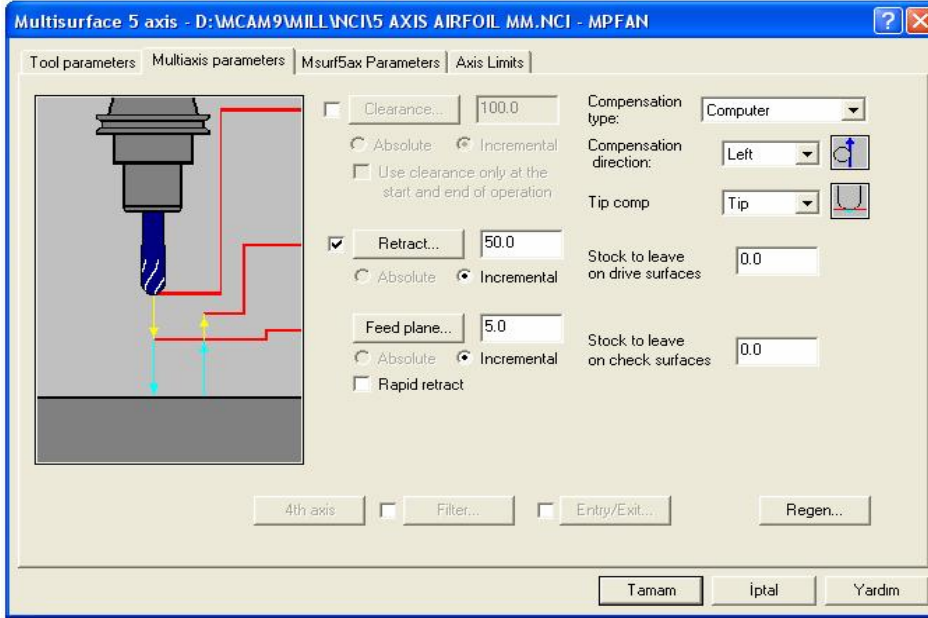 Multisurface 5 axis - D:\MCAM9\MILL\NCI\5 AXIS AIRFOIL MM.NCI - MPFAN
Tool parameters
Multiaxis parameters
Msurf5ax Parameters
Axis Limits
Clearance...
100.0
Absolute
Incremental
Use clearance only at the
start and end of operation
Retract...
50.0
Absolute
Incremental
Feed plane...
5.0
Absolute
Incremental
Rapid retract
Compensation
type:
Computer
Compensation
direction:
Left
Tip comp
Tip
Stock to leave
on drive surfaces
0.0
Stock to leave
on check surfaces
0.0
4th axis
Filter...
Entry/Exit...
Regen...
Tamam
İptal
Yardım